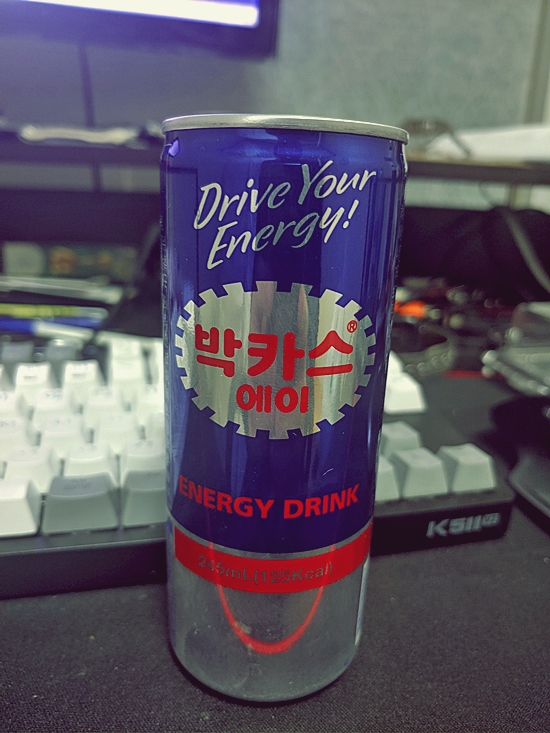 Drive Your
Energy!
박카스®
에이
ENERGY DRINK
245mL(125Kcal)
K511